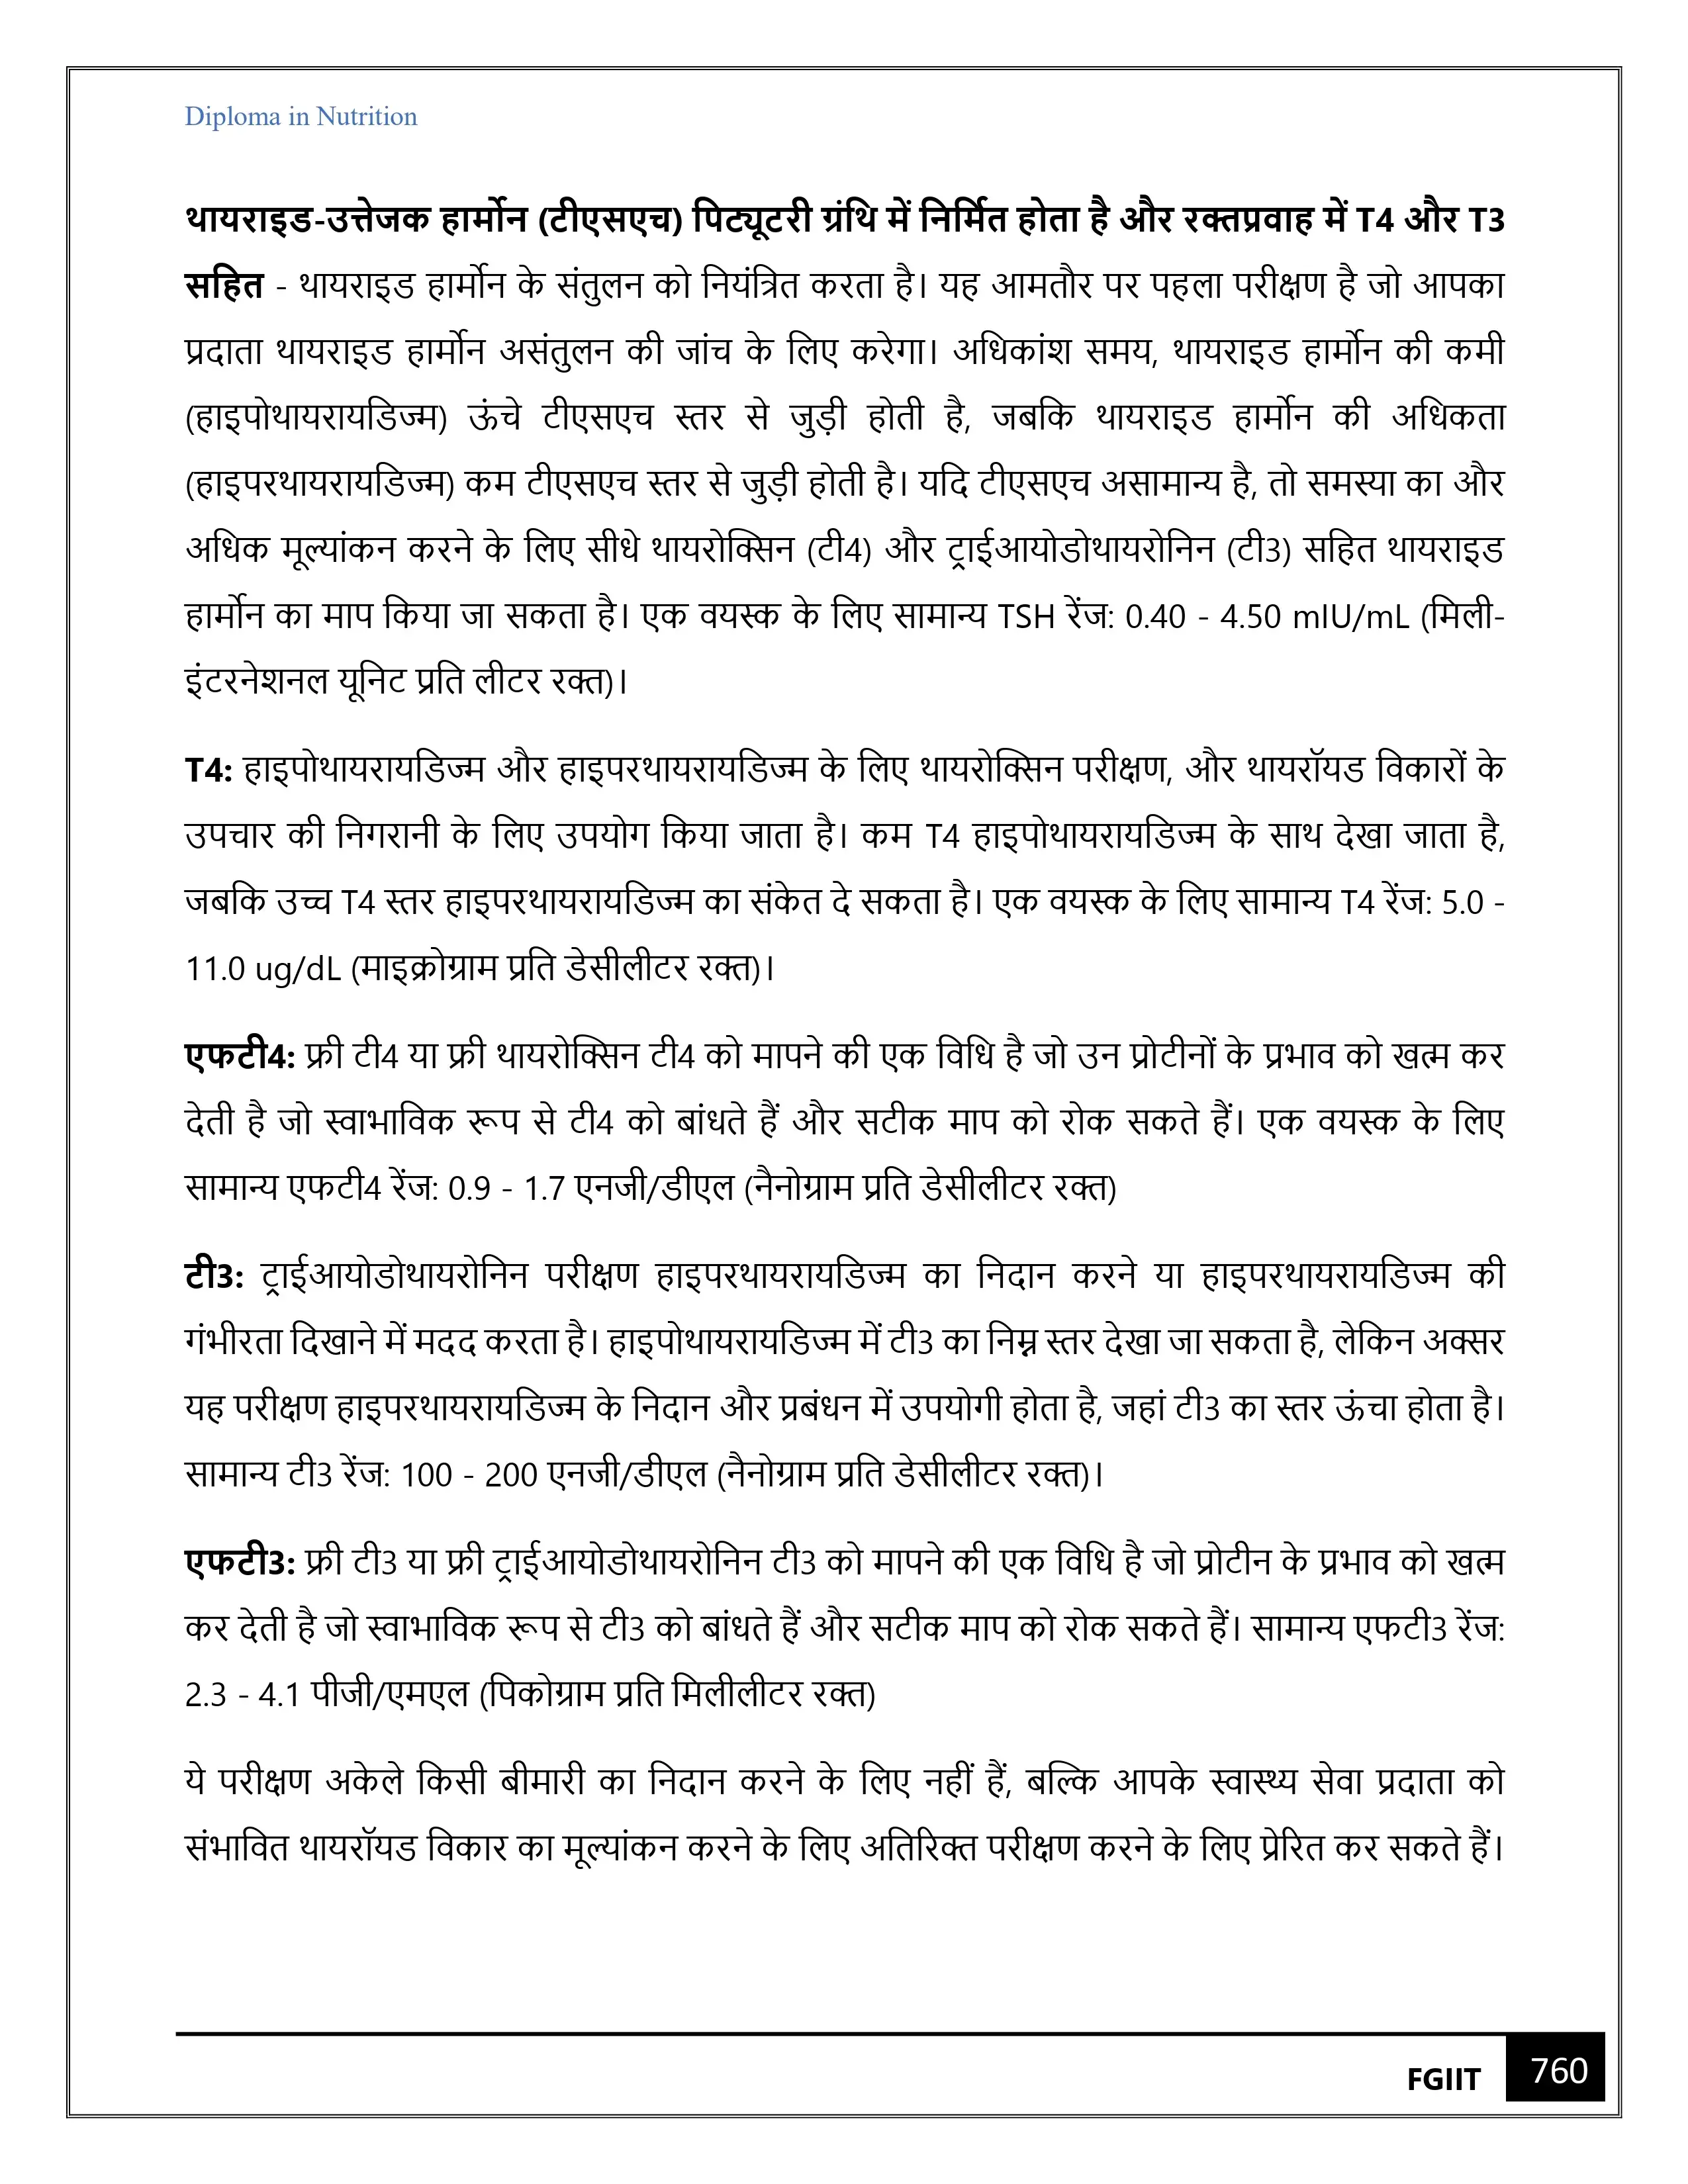 Diploma in Nutrition
थायराइड-उत्तेजक हार्मोन (टीएसएच) पिट्यूटरी ग्रंथि में निर्मित होता है और रक्तप्रवाह में T4 और T3
सहित - थायराइड हार्मोन के संतुलन को नियंत्रित करता है। यह आमतौर पर पहला परीक्षण है जो आपका
प्रदाता थायराइड हार्मोन असंतुलन की जांच के लिए करेगा। अधिकांश समय, थायराइड हार्मोन की कमी
(हाइपोथायरायडिज्म) ऊंचे टीएसएच स्तर से जुड़ी होती है, जबकि थायराइड हार्मोन की अधिकता
(हाइपरथायरायडिज्म) कम टीएसएच स्तर से जुड़ी होती है। यदि टीएसएच असामान्य है, तो समस्या का और
अधिक मूल्यांकन करने के लिए सीधे थायरोक्सिन (टी4) और ट्राईआयोडोथायरोनिन (टी3) सहित थायराइड
हार्मोन का माप किया जा सकता है। एक वयस्क के लिए सामान्य TSH रेंज: 0.40 - 4.50 mIU/mL (मिली-
इंटरनेशनल यूनिट प्रति लीटर रक्त)।
T4: हाइपोथायरायडिज्म और हाइपरथायरायडिज्म के लिए थायरोक्सिन परीक्षण, और थायरॉयड विकारों के
उपचार की निगरानी के लिए उपयोग किया जाता है। कम T4 हाइपोथायरायडिज्म के साथ देखा जाता है,
जबकि उच्च T4 स्तर हाइपरथायरायडिज्म का संकेत दे सकता है। एक वयस्क के लिए सामान्य T4 रेंज: 5.0 -
11.0 ug/dL (माइक्रोग्राम प्रति डेसीलीटर रक्त)।
एफटी4: फ्री टी4 या फ्री थायरोक्सिन टी4 को मापने की एक विधि है जो उन प्रोटीनों के प्रभाव को खत्म कर
देती है जो स्वाभाविक रूप से टी4 को बांधते हैं और सटीक माप को रोक सकते हैं। एक वयस्क के लिए
सामान्य एफटी4 रेंज: 0.9 - 1.7 एनजी/डीएल (नैनोग्राम प्रति डेसीलीटर रक्त)
टी3: ट्राईआयोडोथायरोनिन परीक्षण हाइपरथायरायडिज्म का निदान करने या हाइपरथायरायडिज्म की
गंभीरता दिखाने में मदद करता है। हाइपोथायरायडिज्म में टी3 का निम्न स्तर देखा जा सकता है, लेकिन अक्सर
यह परीक्षण हाइपरथायरायडिज्म के निदान और प्रबंधन में उपयोगी होता है, जहां टी3 का स्तर ऊंचा होता है।
सामान्य टी3 रेंज: 100 - 200 एनजी/डीएल (नैनोग्राम प्रति डेसीलीटर रक्त)।
एफटी3: फ्री टी3 या फ्री ट्राईआयोडोथायरोनिन टी3 को मापने की एक विधि है जो प्रोटीन के प्रभाव को खत्म
कर देती है जो स्वाभाविक रूप से टी3 को बांधते हैं और सटीक माप को रोक सकते हैं। सामान्य एफटी3 रेंज:
2.3 - 4.1 पीजी/एमएल (पिकोग्राम प्रति मिलीलीटर रक्त)
ये परीक्षण अकेले किसी बीमारी का निदान करने के लिए नहीं हैं, बल्कि आपके स्वास्थ्य सेवा प्रदाता को
संभावित थायरॉयड विकार का मूल्यांकन करने के लिए अतिरिक्त परीक्षण करने के लिए प्रेरित कर सकते हैं।
FGIIT 760